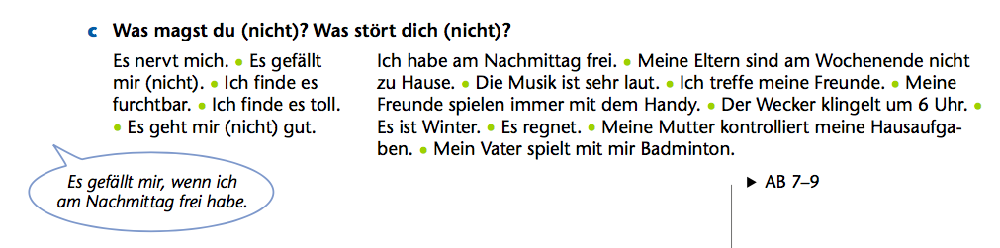 c Was magst du (nicht)? Was stört dich (nicht)?
Es nervt mich. • Es gefällt
mir (nicht). • Ich finde es
furchtbar. • Ich finde es toll.
• Es geht mir (nicht) gut.
Ich habe am Nachmittag frei. • Meine Eltern sind am Wochenende nicht
zu Hause. • Die Musik ist sehr laut. • Ich treffe meine Freunde. • Meine
Freunde spielen immer mit dem Handy. • Der Wecker klingelt um 6 Uhr. •
Es ist Winter. • Es regnet. • Meine Mutter kontrolliert meine Hausaufga-
ben. • Mein Vater spielt mit mir Badminton.
Es gefällt mir, wenn ich
am Nachmittag frei habe.
▶ AB 7–9